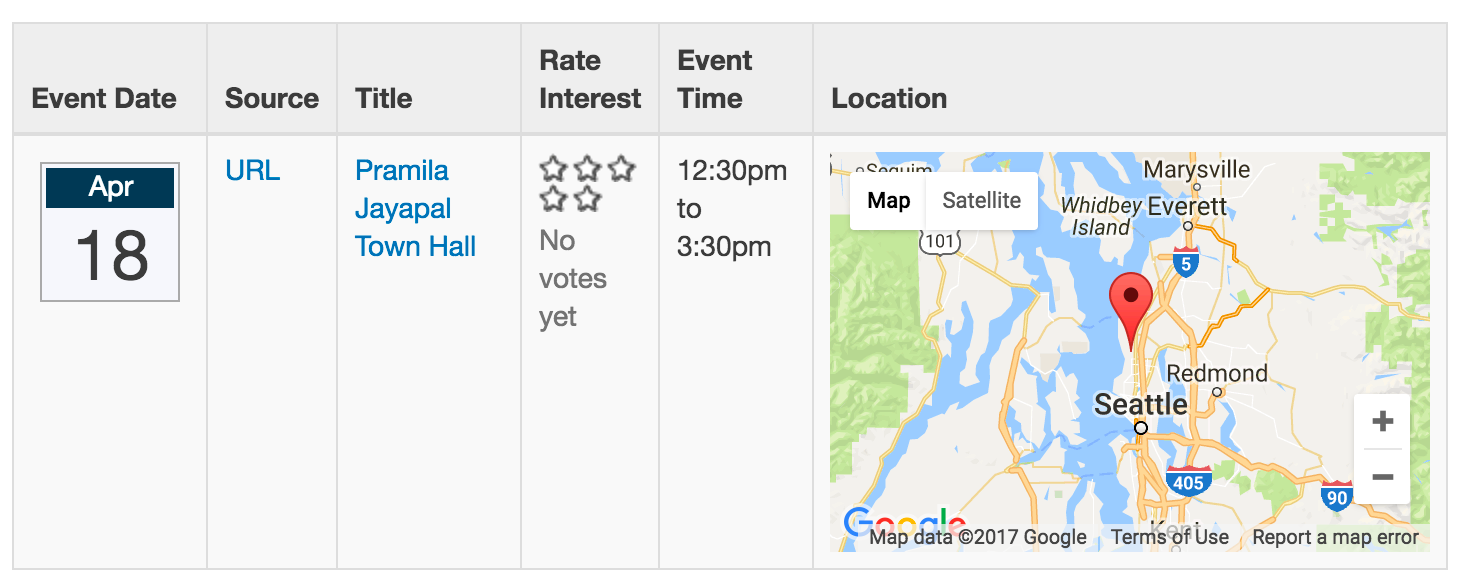 Event Date
Source
Title
Rate
Interest
Event
Time
Location
Apr
18
URL
Pramila
Jayapal
Town Hall
No
votes
yet
12:30pm
to
3:30pm
Sequim
Marysville
Map
Satellite
Whidbey
Island
Everett
101
5
Redmond
Seattle
405
90
+
−
Google
Kent
Map data ©2017 Google
Terms of Use
Report a map error